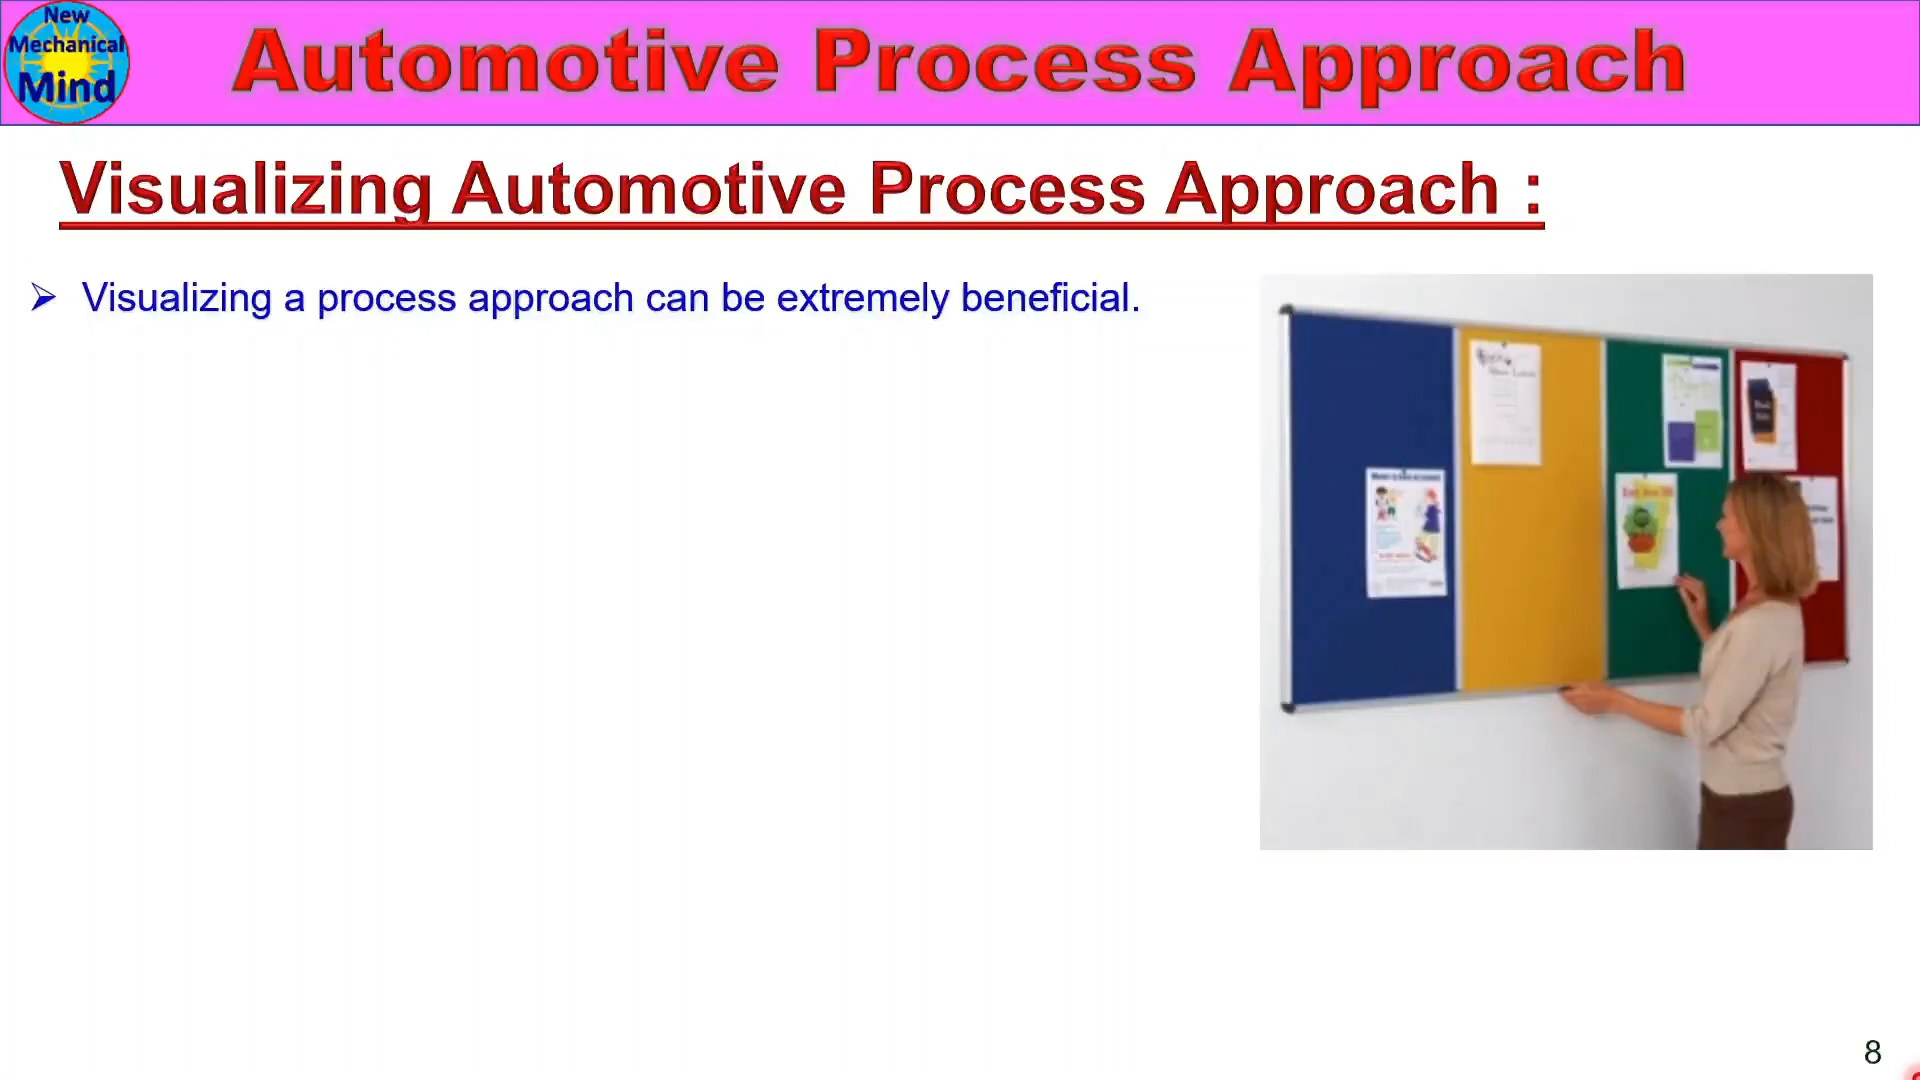 New
Mechanical
Mind
Automotive Process Approach
Visualizing Automotive Process Approach :
➢ Visualizing a process approach can be extremely beneficial.
8